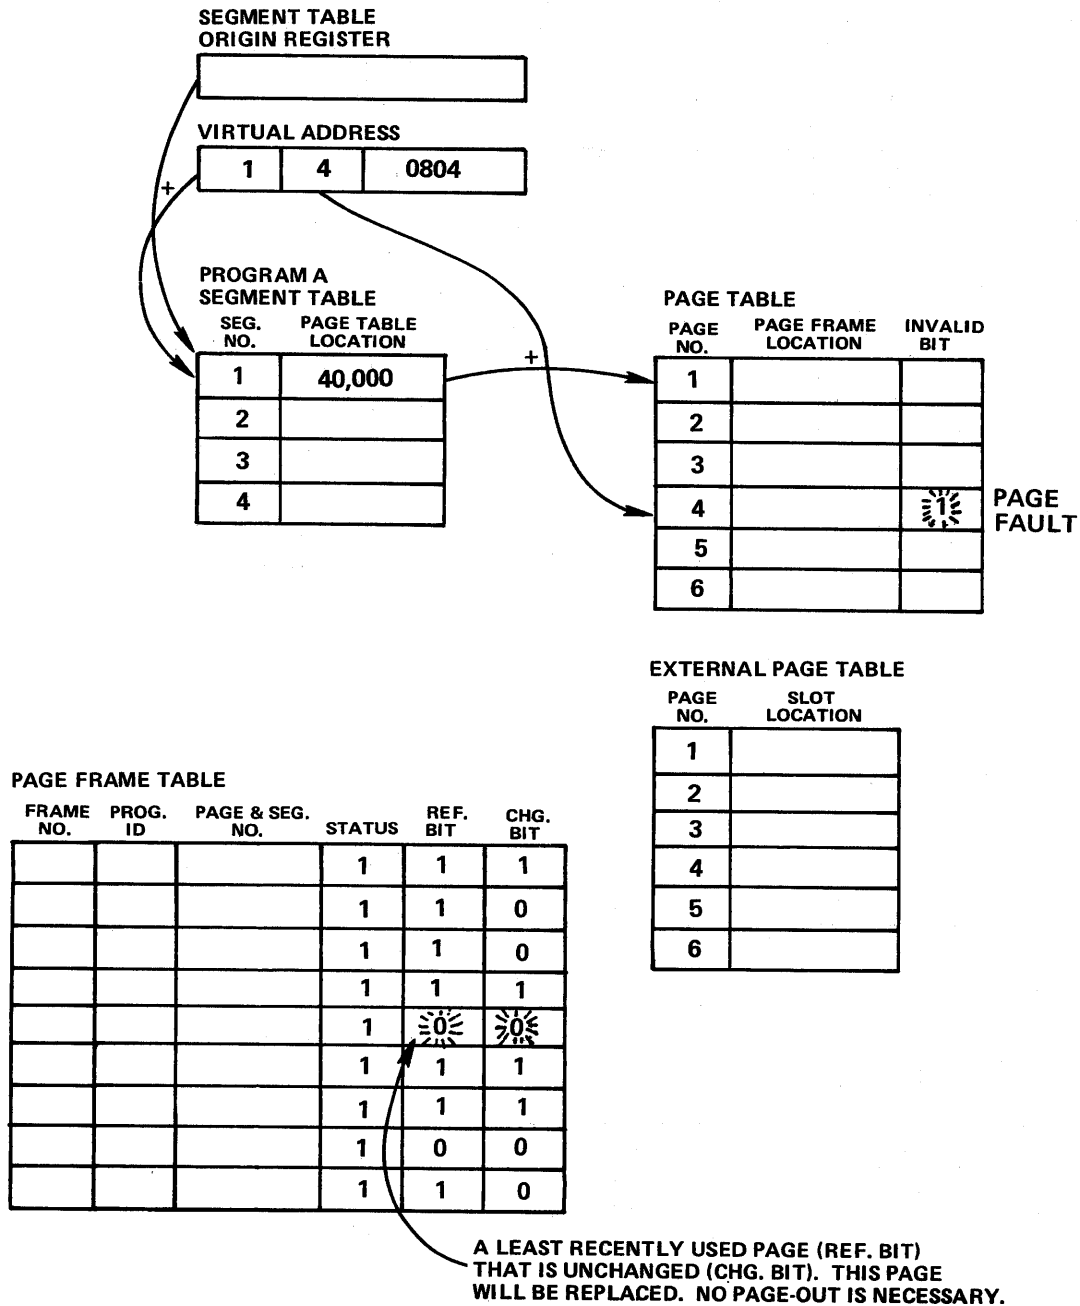 SEGMENT TABLE
ORIGIN REGISTER
VIRTUAL ADDRESS
1 4 0804
+
PROGRAM A
SEGMENT TABLE
SEG. NO. PAGE TABLE LOCATION
1 40,000
2
3
4
+
PAGE TABLE
PAGE NO. PAGE FRAME LOCATION INVALID BIT
1
2
3
4 1
5
6
PAGE
FAULT
EXTERNAL PAGE TABLE
PAGE NO. SLOT LOCATION
1
2
3
4
5
6
PAGE FRAME TABLE
FRAME NO. PROG. ID PAGE & SEG. NO. STATUS REF. BIT CHG. BIT
1 1 1
1 1 0
1 1 0
1 1 1
1 0 0
1 1 1
1 1 1
1 0 0
1 1 0
A LEAST RECENTLY USED PAGE (REF. BIT)
THAT IS UNCHANGED (CHG. BIT). THIS PAGE
WILL BE REPLACED. NO PAGE-OUT IS NECESSARY.